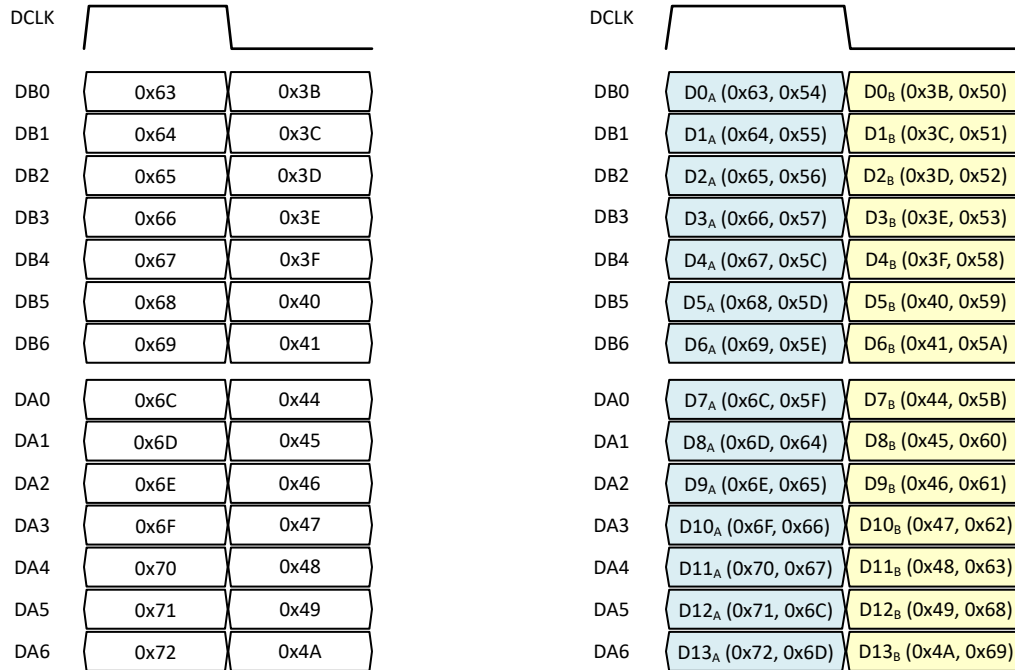 DCLK DCLK
DB0 0x63 0x3B DB0 D0A (0x63, 0x54) D0B (0x3B, 0x50)
DB1 0x64 0x3C DB1 D1A (0x64, 0x55) D1B (0x3C, 0x51)
DB2 0x65 0x3D DB2 D2A (0x65, 0x56) D2B (0x3D, 0x52)
DB3 0x66 0x3E DB3 D3A (0x66, 0x57) D3B (0x3E, 0x53)
DB4 0x67 0x3F DB4 D4A (0x67, 0x5C) D4B (0x3F, 0x58)
DB5 0x68 0x40 DB5 D5A (0x68, 0x5D) D5B (0x40, 0x59)
DB6 0x69 0x41 DB6 D6A (0x69, 0x5E) D6B (0x41, 0x5A)
DA0 0x6C 0x44 DA0 D7A (0x6C, 0x5F) D7B (0x44, 0x5B)
DA1 0x6D 0x45 DA1 D8A (0x6D, 0x64) D8B (0x45, 0x60)
DA2 0x6E 0x46 DA2 D9A (0x6E, 0x65) D9B (0x46, 0x61)
DA3 0x6F 0x47 DA3 D10A (0x6F, 0x66) D10B (0x47, 0x62)
DA4 0x70 0x48 DA4 D11A (0x70, 0x67) D11B (0x48, 0x63)
DA5 0x71 0x49 DA5 D12A (0x71, 0x6C) D12B (0x49, 0x68)
DA6 0x72 0x4A DA6 D13A (0x72, 0x6D) D13B (0x4A, 0x69)